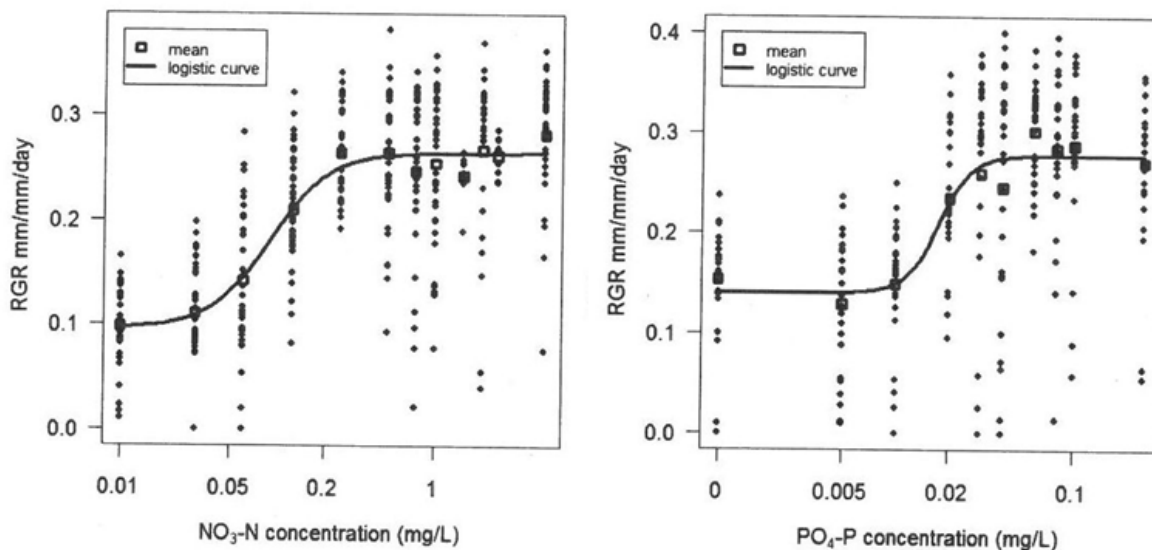 mean
logistic curve
0.3
0.2
0.1
0.0
RGR mm/mm/day
0.01
0.05
0.2
1
NO₃-N concentration (mg/L)
mean
logistic curve
0.4
0.3
0.2
0.1
0.0
RGR mm/mm/day
0
0.005
0.02
0.1
PO₄-P concentration (mg/L)